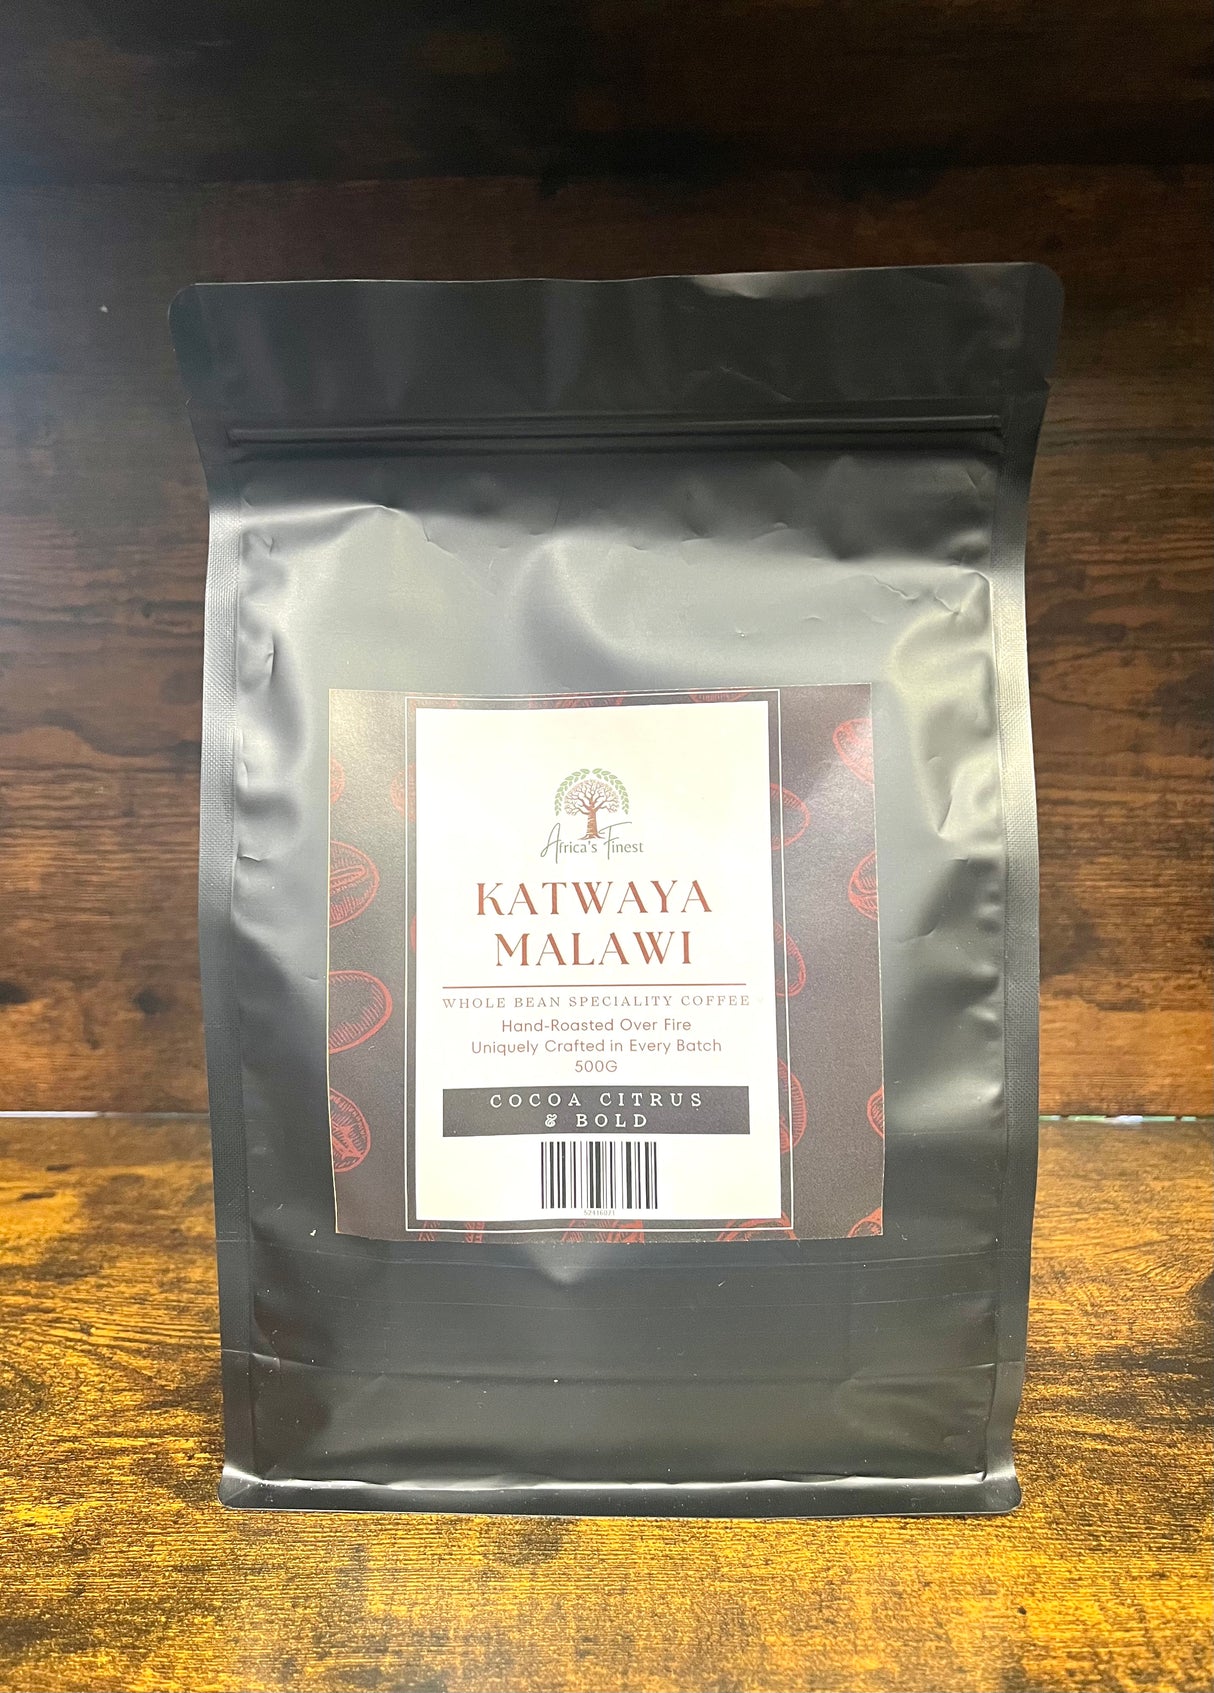 Africa's Finest
KATWAYA
MALAWI
WHOLE BEAN SPECIALITY COFFEE
Hand-Roasted Over Fire
Uniquely Crafted in Every Batch
500G
COCOA CITRUS
& BOLD